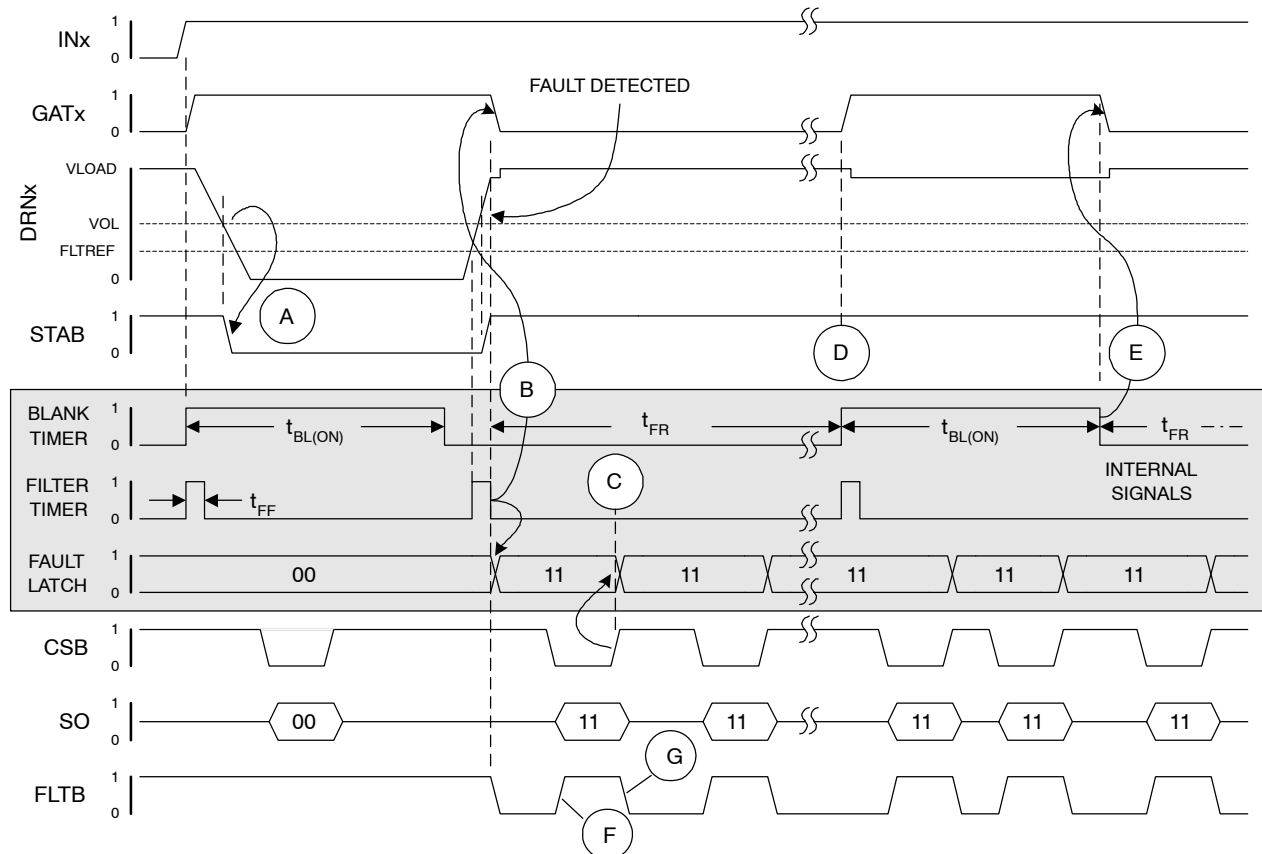 INx
1
0
GATx
1
0
FAULT DETECTED
DRNx
VLOAD
VOL
FLTREF
0
STAB
1
0
A
B
D
E
BLANK
TIMER
1
0
tBL(ON)
tFR
tBL(ON)
tFR
FILTER
TIMER
1
0
tFF
C
INTERNAL
SIGNALS
FAULT
LATCH
1
0
00
11
11
11
11
11
CSB
1
0
SO
1
0
00
11
11
11
11
11
FLTB
1
0
G
F